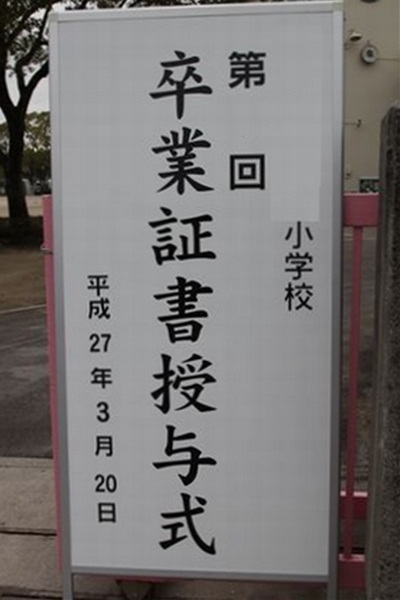 小学校
第 回
卒業証書授与式
平成27年3月20日